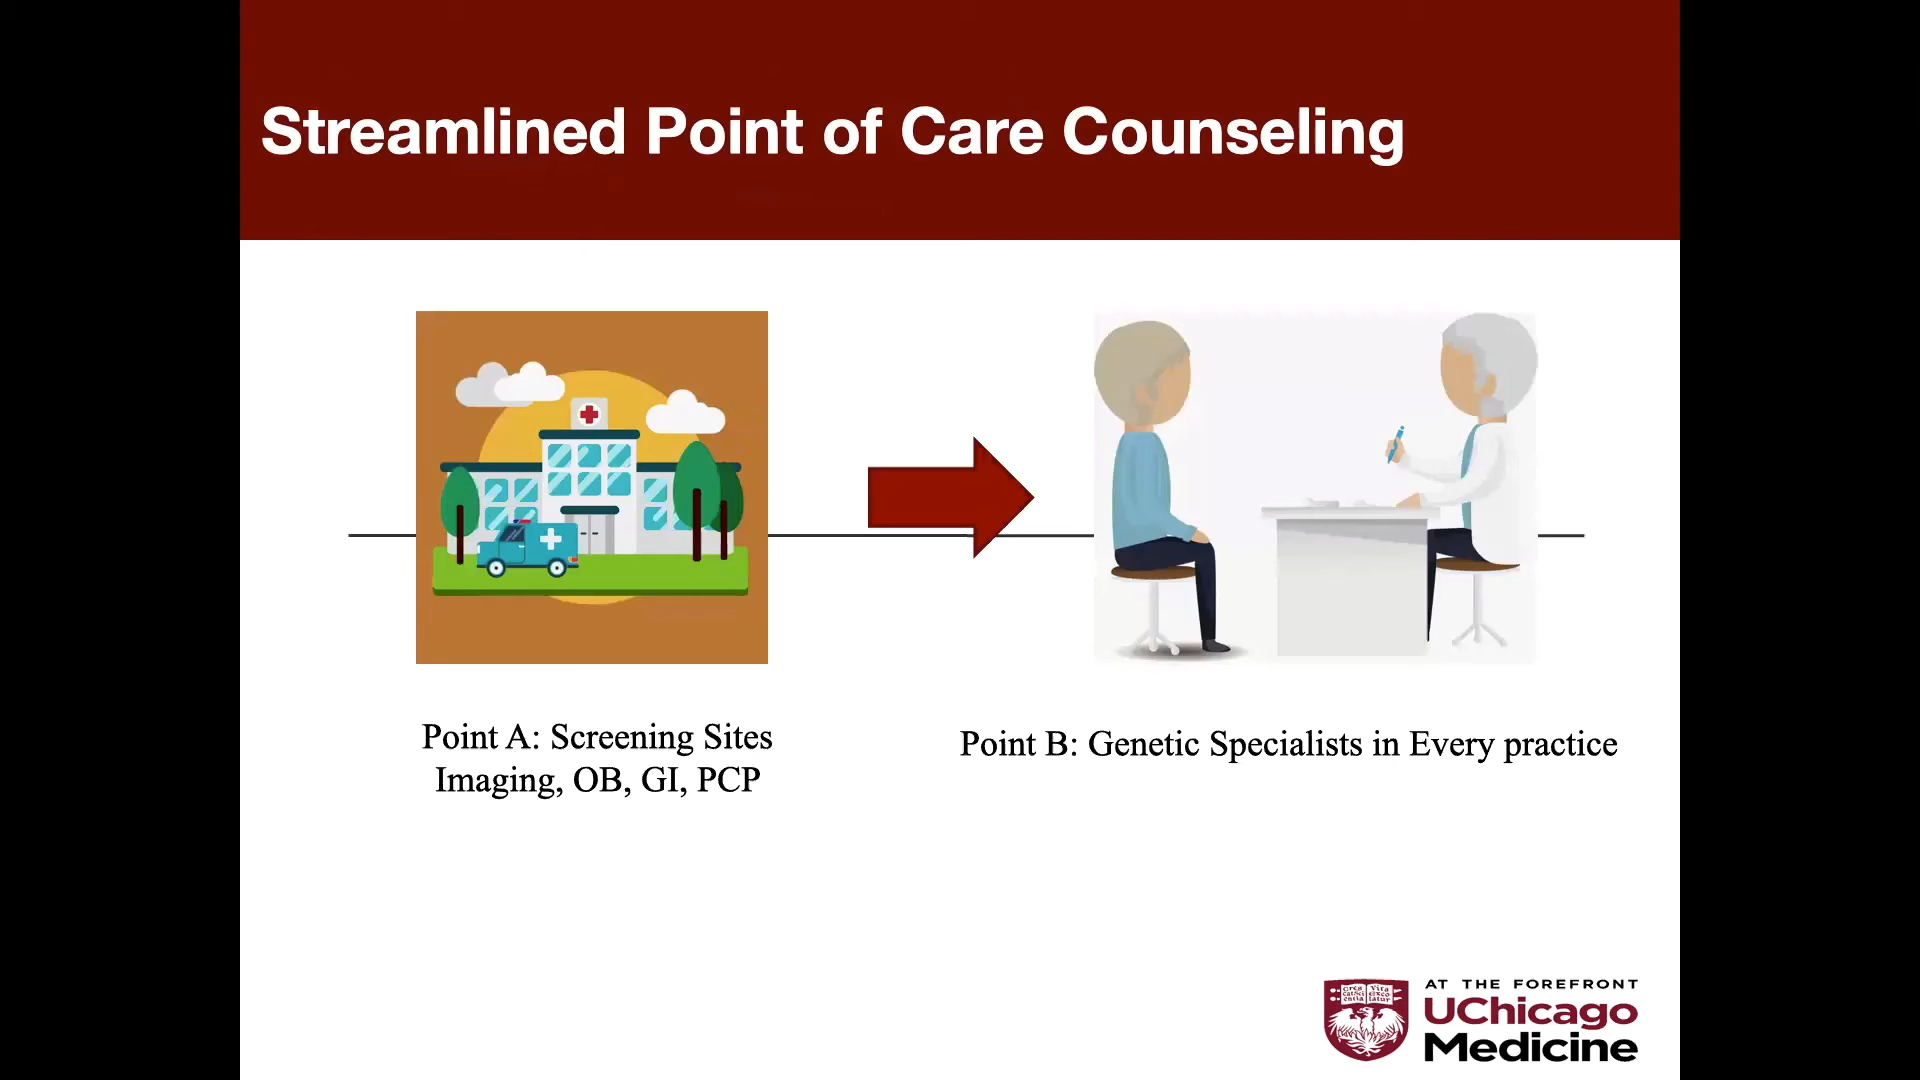 Streamlined Point of Care Counseling
Point A: Screening Sites
Imaging, OB, GI, PCP
Point B: Genetic Specialists in Every practice
AT THE FOREFRONT
UChicago
Medicine